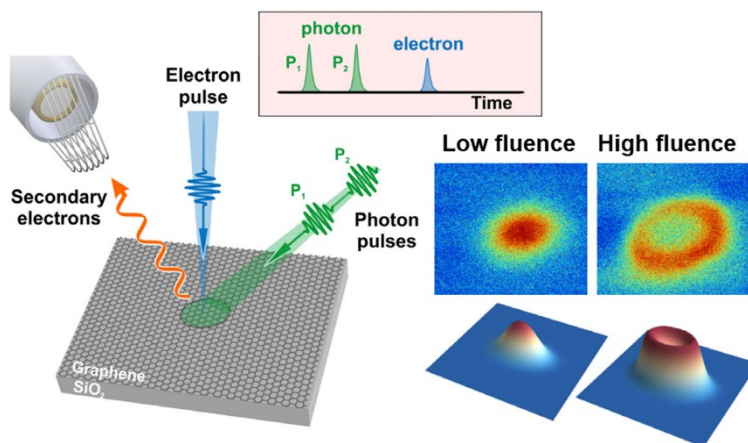 photon
P₁
P₂
electron
Time
Electron
pulse
Secondary
electrons
P₁
P₂
Photon
pulses
Graphene
SiO₂
Low fluence
High fluence